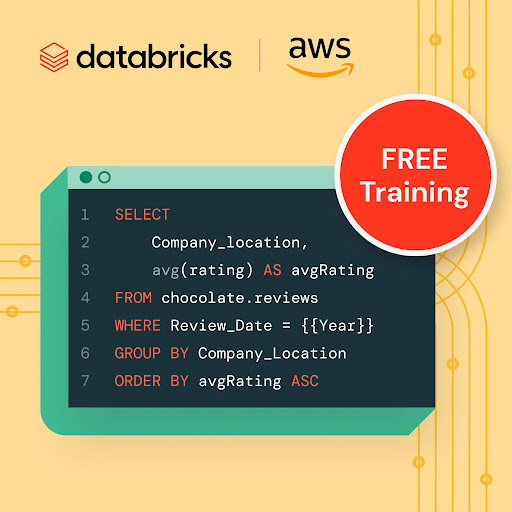 databricks | aws
FREE
Training
1 SELECT
2 Company_location,
3 avg(rating) AS avgRating
4 FROM chocolate.reviews
5 WHERE Review_Date = {{Year}}
6 GROUP BY Company_Location
7 ORDER BY avgRating ASC